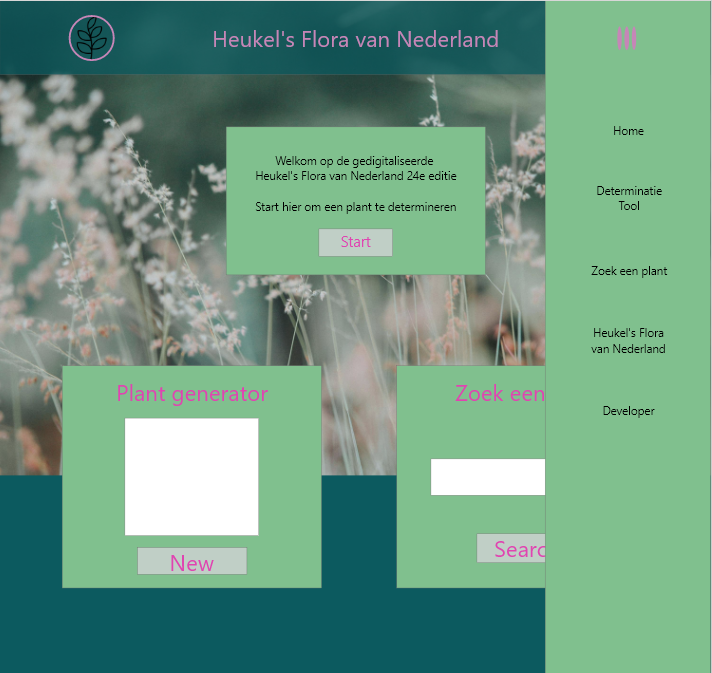 Heukel's Flora van Nederland
Welkom op de gedigitaliseerde
Heukel's Flora van Nederland 24e editie
Start hier om een plant te determineren
Start
Plant generator
New
Zoek een
Searc
Home
Determinatie
Tool
Zoek een plant
Heukel's Flora
van Nederland
Developer